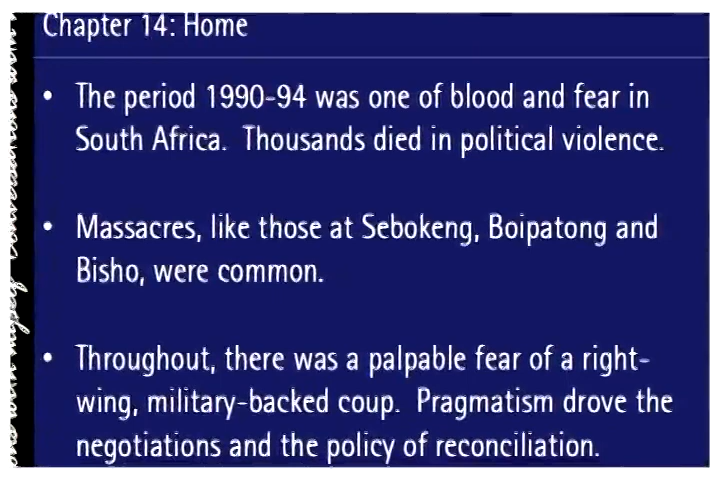 Chapter 14: Home
• The period 1990-94 was one of blood and fear in
South Africa. Thousands died in political violence.
• Massacres, like those at Sebokeng, Boipatong and
Bisho, were common.
• Throughout, there was a palpable fear of a right-
wing, military-backed coup. Pragmatism drove the
negotiations and the policy of reconciliation.